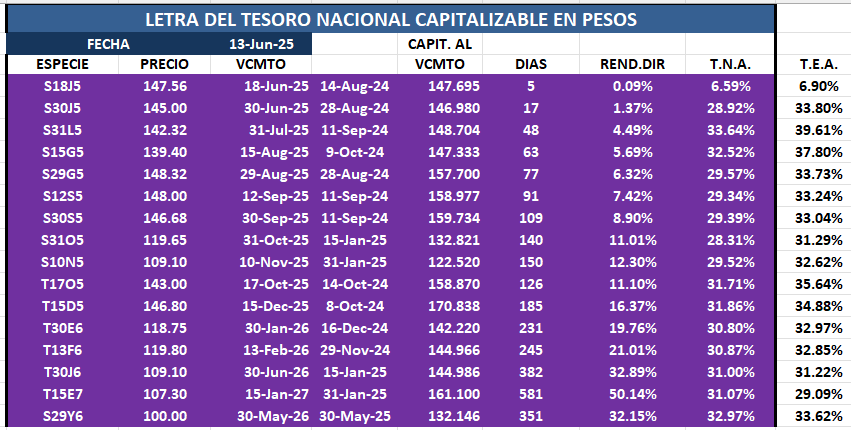 LETRA DEL TESORO NACIONAL CAPITALIZABLE EN PESOS
FECHA 13-Jun-25 CAPIT. AL
ESPECIE PRECIO VCMTO VCMTO DIAS REND.DIR T.N.A. T.E.A.
S18J5 147.56 18-Jun-25 14-Aug-24 147.695 5 0.09% 6.59% 6.90%
S30J5 145.00 30-Jun-25 28-Aug-24 146.980 17 1.37% 28.92% 33.80%
S31L5 142.32 31-Jul-25 11-Sep-24 148.704 48 4.49% 33.64% 39.61%
S15G5 139.40 15-Aug-25 9-Oct-24 147.333 63 5.69% 32.52% 37.80%
S29G5 148.32 29-Aug-25 28-Aug-24 157.700 77 6.32% 29.57% 33.73%
S12S5 148.00 12-Sep-25 11-Sep-24 158.977 91 7.42% 29.34% 33.24%
S30S5 146.68 30-Sep-25 11-Sep-24 159.734 109 8.90% 29.39% 33.04%
S31O5 119.65 31-Oct-25 15-Jan-25 132.821 140 11.01% 28.31% 31.29%
S10N5 109.10 10-Nov-25 31-Jan-25 122.520 150 12.30% 29.52% 32.62%
T17O5 143.00 17-Oct-25 14-Oct-24 158.870 126 11.10% 31.71% 35.64%
T15D5 146.80 15-Dec-25 8-Oct-24 170.838 185 16.37% 31.86% 34.88%
T30E6 118.75 30-Jan-26 16-Dec-24 142.220 231 19.76% 30.80% 32.97%
T13F6 119.80 13-Feb-26 29-Nov-24 144.966 245 21.01% 30.87% 32.85%
T30J6 109.10 30-Jun-26 15-Jan-25 144.986 382 32.89% 31.00% 31.22%
T15E7 107.30 15-Jan-27 31-Jan-25 161.100 581 50.14% 31.07% 29.09%
S29Y6 100.00 30-May-26 30-May-25 132.146 351 32.15% 32.97% 33.62%